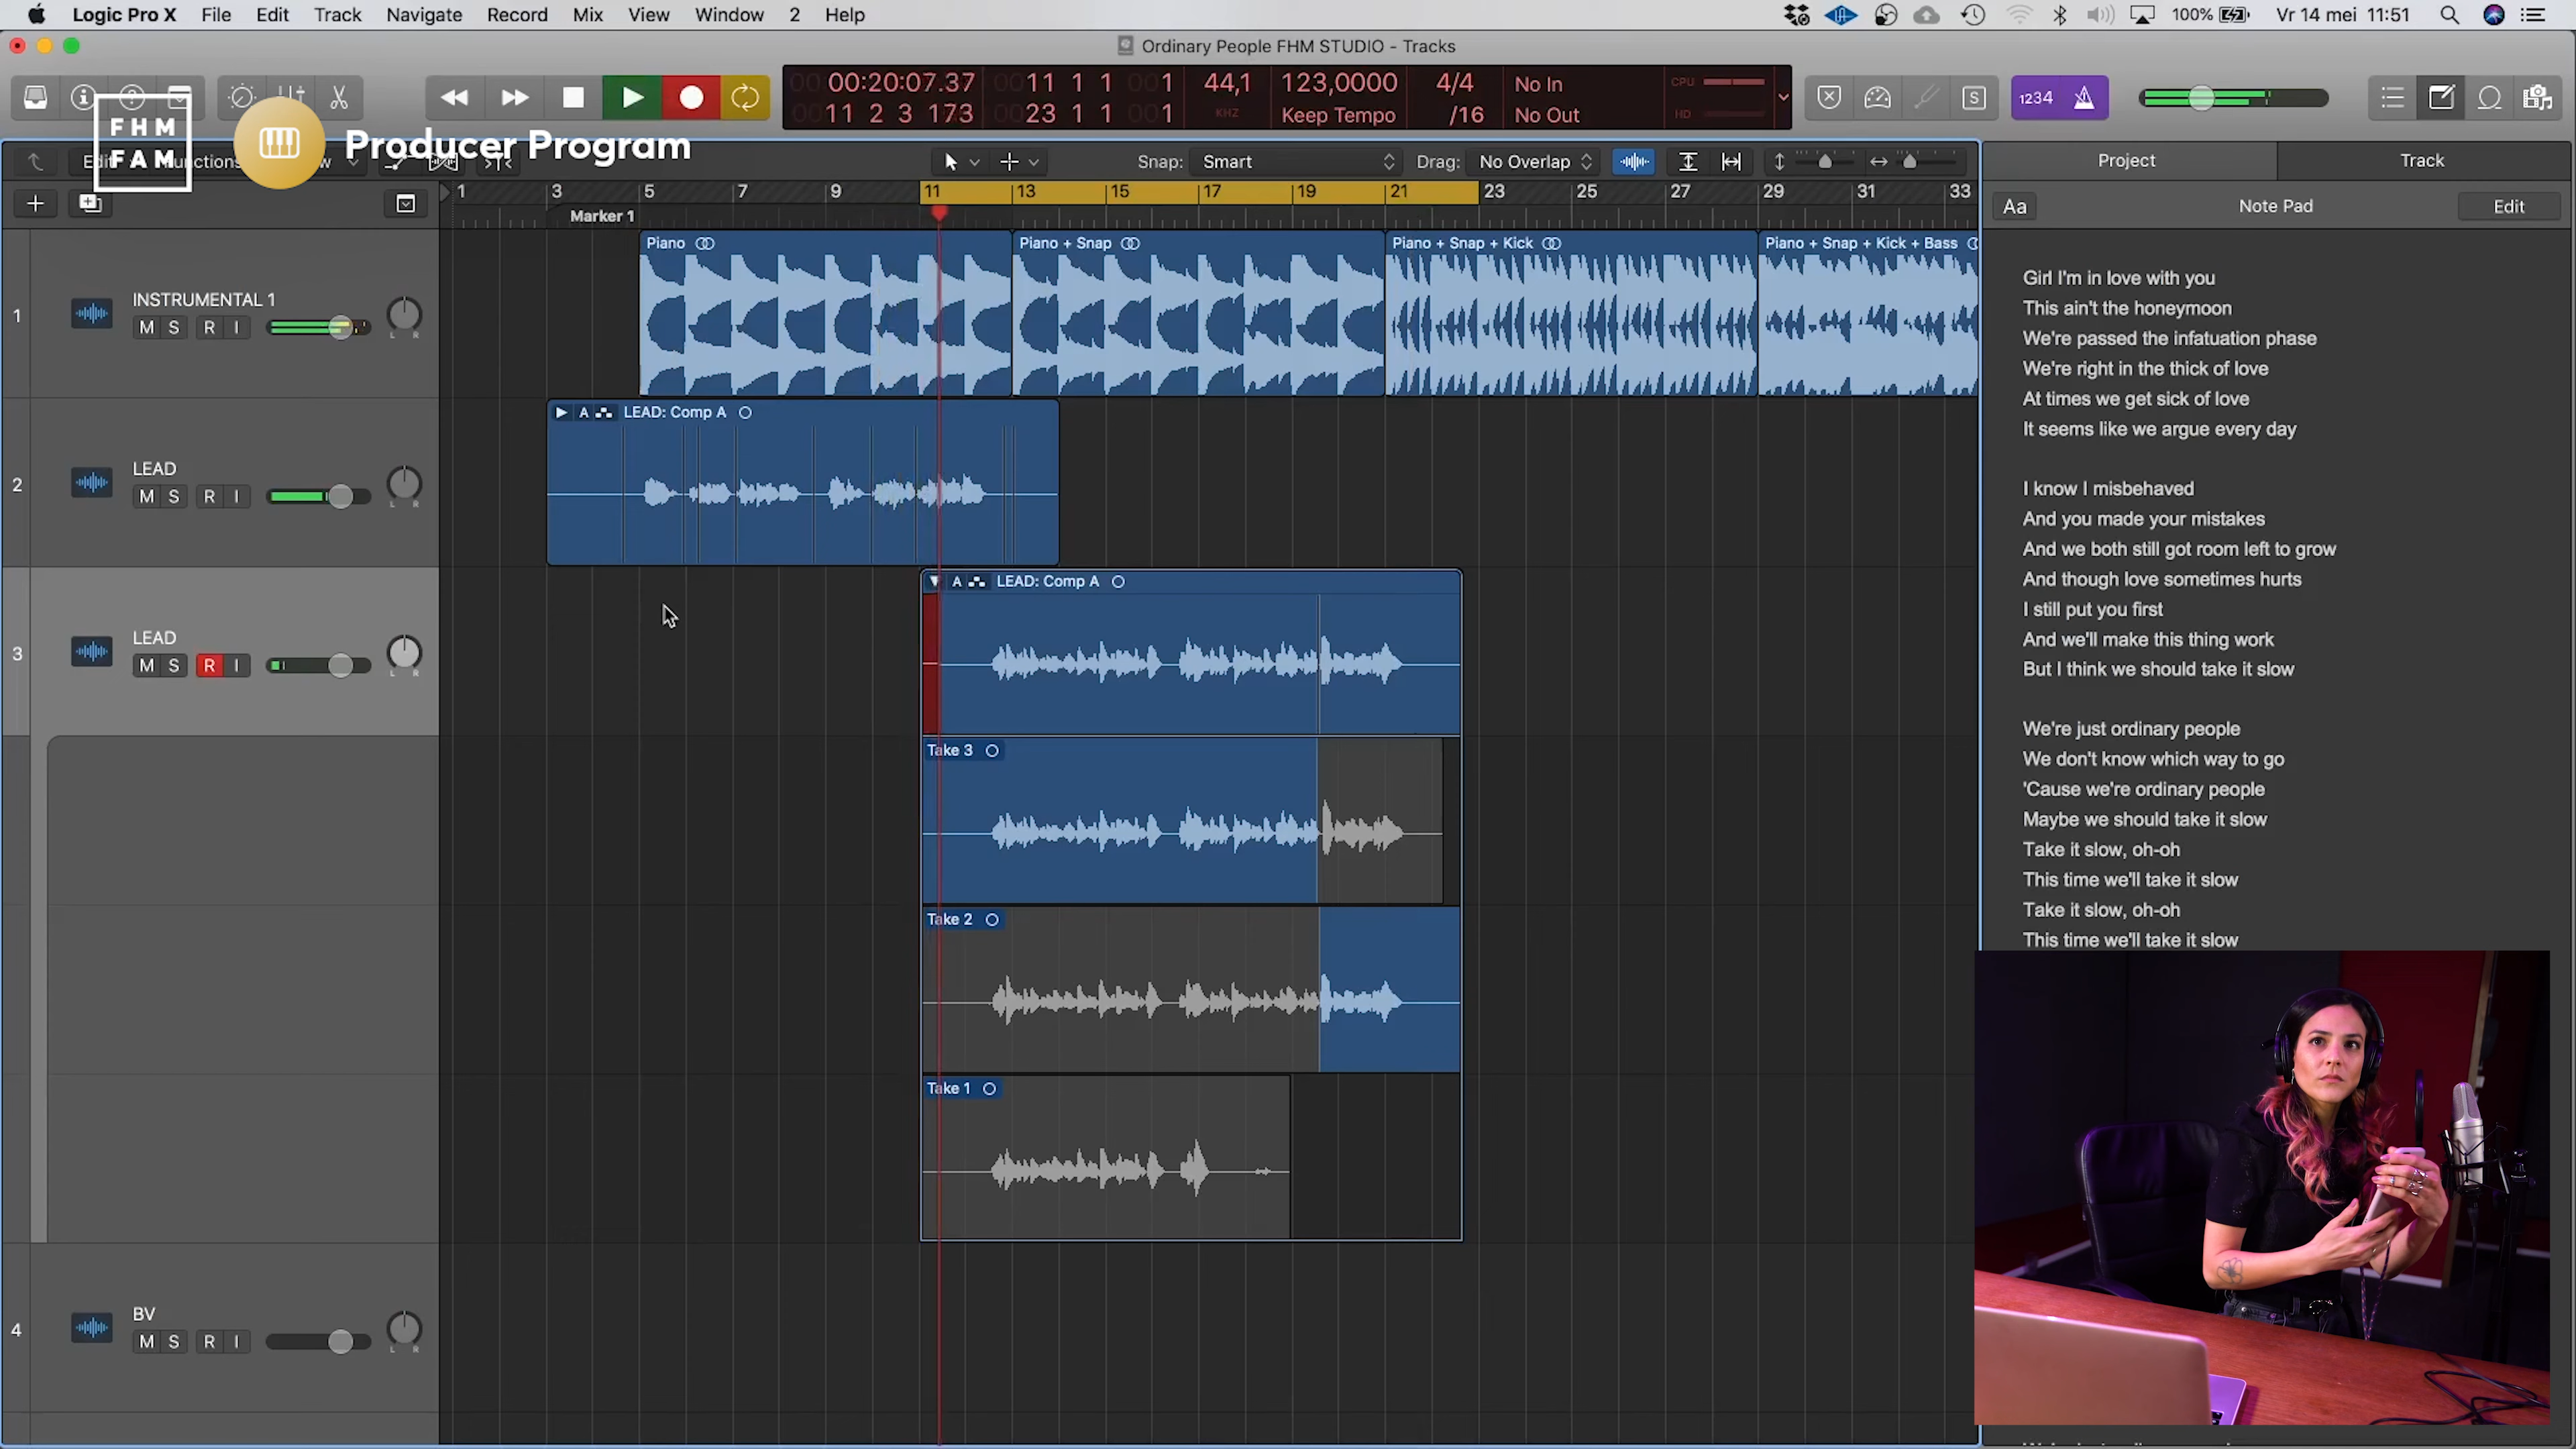 Logic Pro X File Edit Track Navigate Record Mix View Window 2 Help 100% Vr 14 mei 11:51
Ordinary People FHM STUDIO - Tracks
00:20:07.37 11 1 1 1 44,1 123,0000 4/4 No In CPU
11 2 3 173 23 1 1 1 KHZ Keep Tempo /16 No Out HD
S 1234
FHM
FAM
Producer Program
Snap: Smart Drag: No Overlap
Project Track
1 3 5 7 9 11 13 15 17 19 21 23 25 27 29 31 33
Marker 1
Aa Note Pad Edit
1 INSTRUMENTAL 1
M S R I L R
Piano
Piano + Snap
Piano + Snap + Kick
Piano + Snap + Kick + Bass
2 LEAD
M S R I L R
A LEAD: Comp A
3 LEAD
M S R I L R
A LEAD: Comp A
Take 3
Take 2
Take 1
4 BV
M S R I L R
Girl I'm in love with you
This ain't the honeymoon
We're passed the infatuation phase
We're right in the thick of love
At times we get sick of love
It seems like we argue every day
I know I misbehaved
And you made your mistakes
And we both still got room left to grow
And though love sometimes hurts
I still put you first
And we'll make this thing work
But I think we should take it slow
We're just ordinary people
We don't know which way to go
'Cause we're ordinary people
Maybe we should take it slow
Take it slow, oh-oh
This time we'll take it slow
Take it slow, oh-oh
This time we'll take it slow